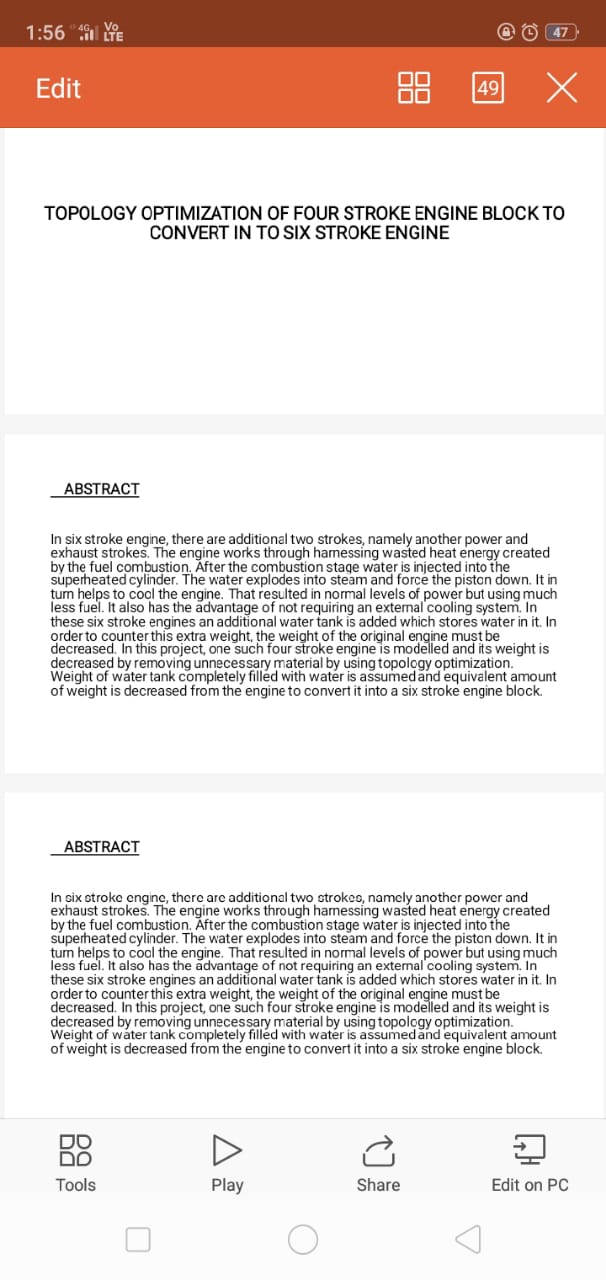 1:56 4G Vo LTE 47
Edit 49
TOPOLOGY OPTIMIZATION OF FOUR STROKE ENGINE BLOCK TO
CONVERT IN TO SIX STROKE ENGINE
ABSTRACT
In six stroke engine, there are additional two strokes, namely another power and
exhaust strokes. The engine works through harnessing wasted heat energy created
by the fuel combustion. After the combustion stage water is injected into the
superheated cylinder. The water explodes into steam and force the piston down. It in
turn helps to cool the engine. That resulted in normal levels of power but using much
less fuel. It also has the advantage of not requiring an external cooling system. In
these six stroke engines an additional water tank is added which stores water in it. In
order to counter this extra weight, the weight of the original engine must be
decreased. In this project, one such four stroke engine is modelled and its weight is
decreased by removing unnecessary material by using topology optimization.
Weight of water tank completely filled with water is assumed and equivalent amount
of weight is decreased from the engine to convert it into a six stroke engine block.
ABSTRACT
In six stroke engine, there are additional two strokes, namely another power and
exhaust strokes. The engine works through harnessing wasted heat energy created
by the fuel combustion. After the combustion stage water is injected into the
superheated cylinder. The water explodes into steam and force the piston down. It in
turn helps to cool the engine. That resulted in normal levels of power but using much
less fuel. It also has the advantage of not requiring an external cooling system. In
these six stroke engines an additional water tank is added which stores water in it. In
order to counter this extra weight, the weight of the original engine must be
decreased. In this project, one such four stroke engine is modelled and its weight is
decreased by removing unnecessary material by using topology optimization.
Weight of water tank completely filled with water is assumed and equivalent amount
of weight is decreased from the engine to convert it into a six stroke engine block.
Tools Play Share Edit on PC